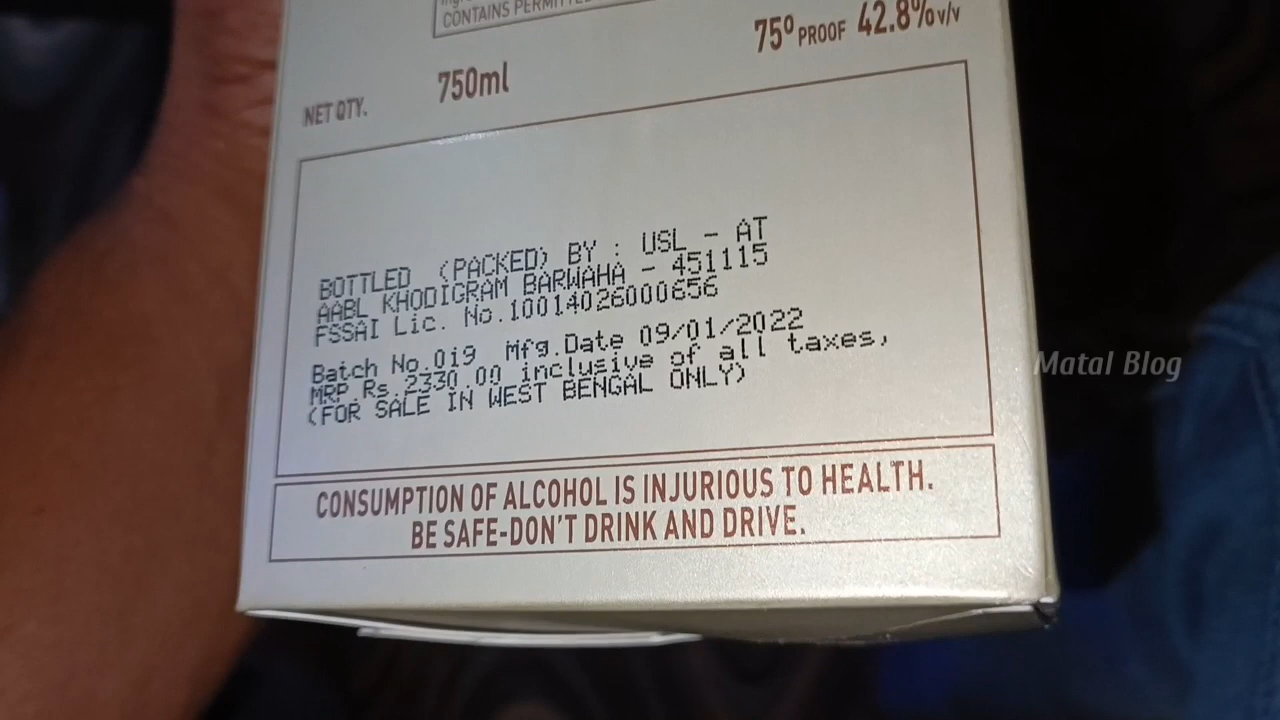 CONTAINS PERMITTED
75° PROOF 42.8% v/v
NET QTY. 750ml
BOTTLED (PACKED) BY : USL - AT
AABL KHODIGRAM BARWAHA - 451115
FSSAI Lic. No.10014026000656
Batch No.019 Mfg.Date 09/01/2022
MRP Rs.2330.00 inclusive of all taxes,
(FOR SALE IN WEST BENGAL ONLY)
CONSUMPTION OF ALCOHOL IS INJURIOUS TO HEALTH.
BE SAFE-DON'T DRINK AND DRIVE.
Matal Blog